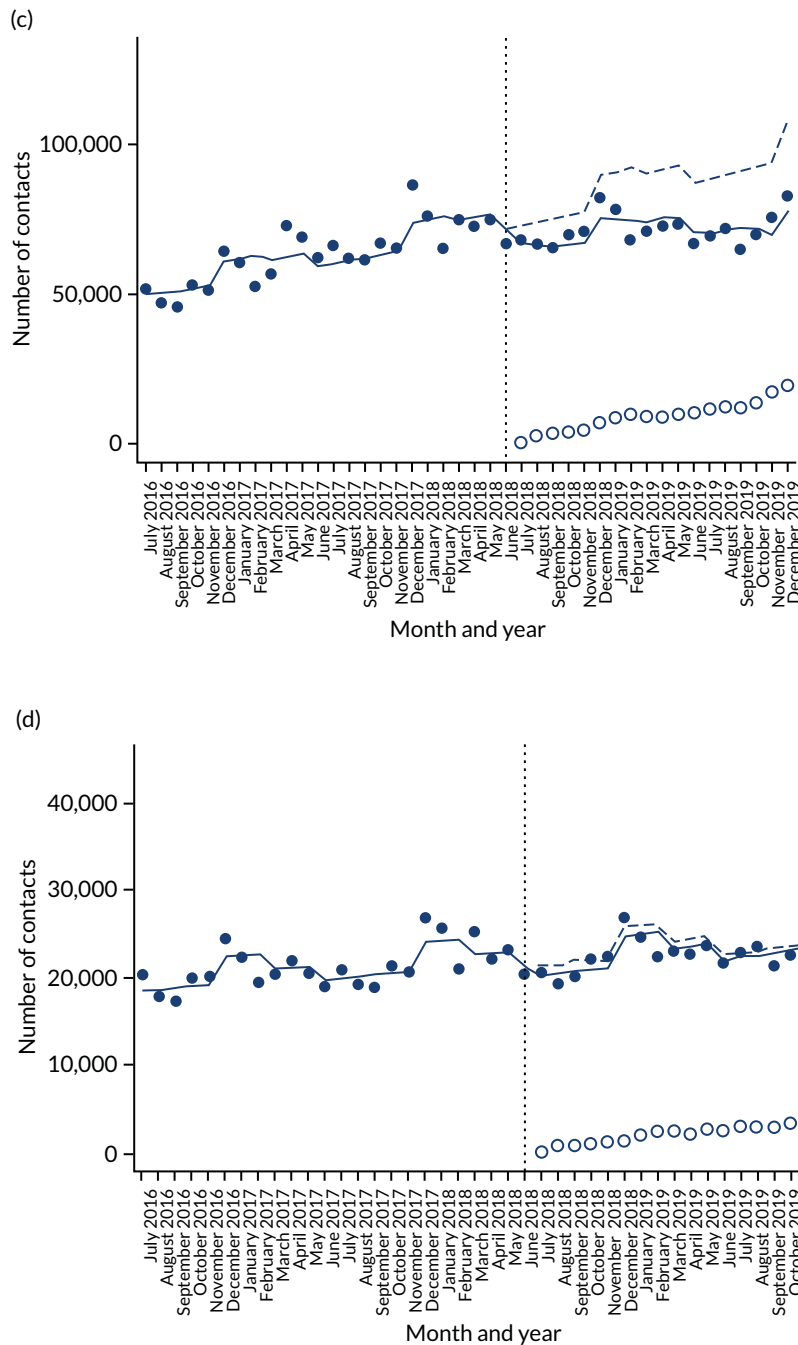 (c)
Number of contacts
100,000
50,000
0
July 2016
August 2016
September 2016
October 2016
November 2016
December 2016
January 2017
February 2017
March 2017
April 2017
May 2017
June 2017
July 2017
August 2017
September 2017
October 2017
November 2017
December 2017
January 2018
February 2018
March 2018
April 2018
May 2018
June 2018
July 2018
August 2018
September 2018
October 2018
November 2018
December 2018
January 2019
February 2019
March 2019
April 2019
May 2019
June 2019
July 2019
August 2019
September 2019
October 2019
November 2019
December 2019
Month and year
(d)
Number of contacts
40,000
30,000
20,000
10,000
0
July 2016
August 2016
September 2016
October 2016
November 2016
December 2016
January 2017
February 2017
March 2017
April 2017
May 2017
June 2017
July 2017
August 2017
September 2017
October 2017
November 2017
December 2017
January 2018
February 2018
March 2018
April 2018
May 2018
June 2018
July 2018
August 2018
September 2018
October 2018
November 2018
December 2018
January 2019
February 2019
March 2019
April 2019
May 2019
June 2019
July 2019
August 2019
September 2019
October 2019
Month and year